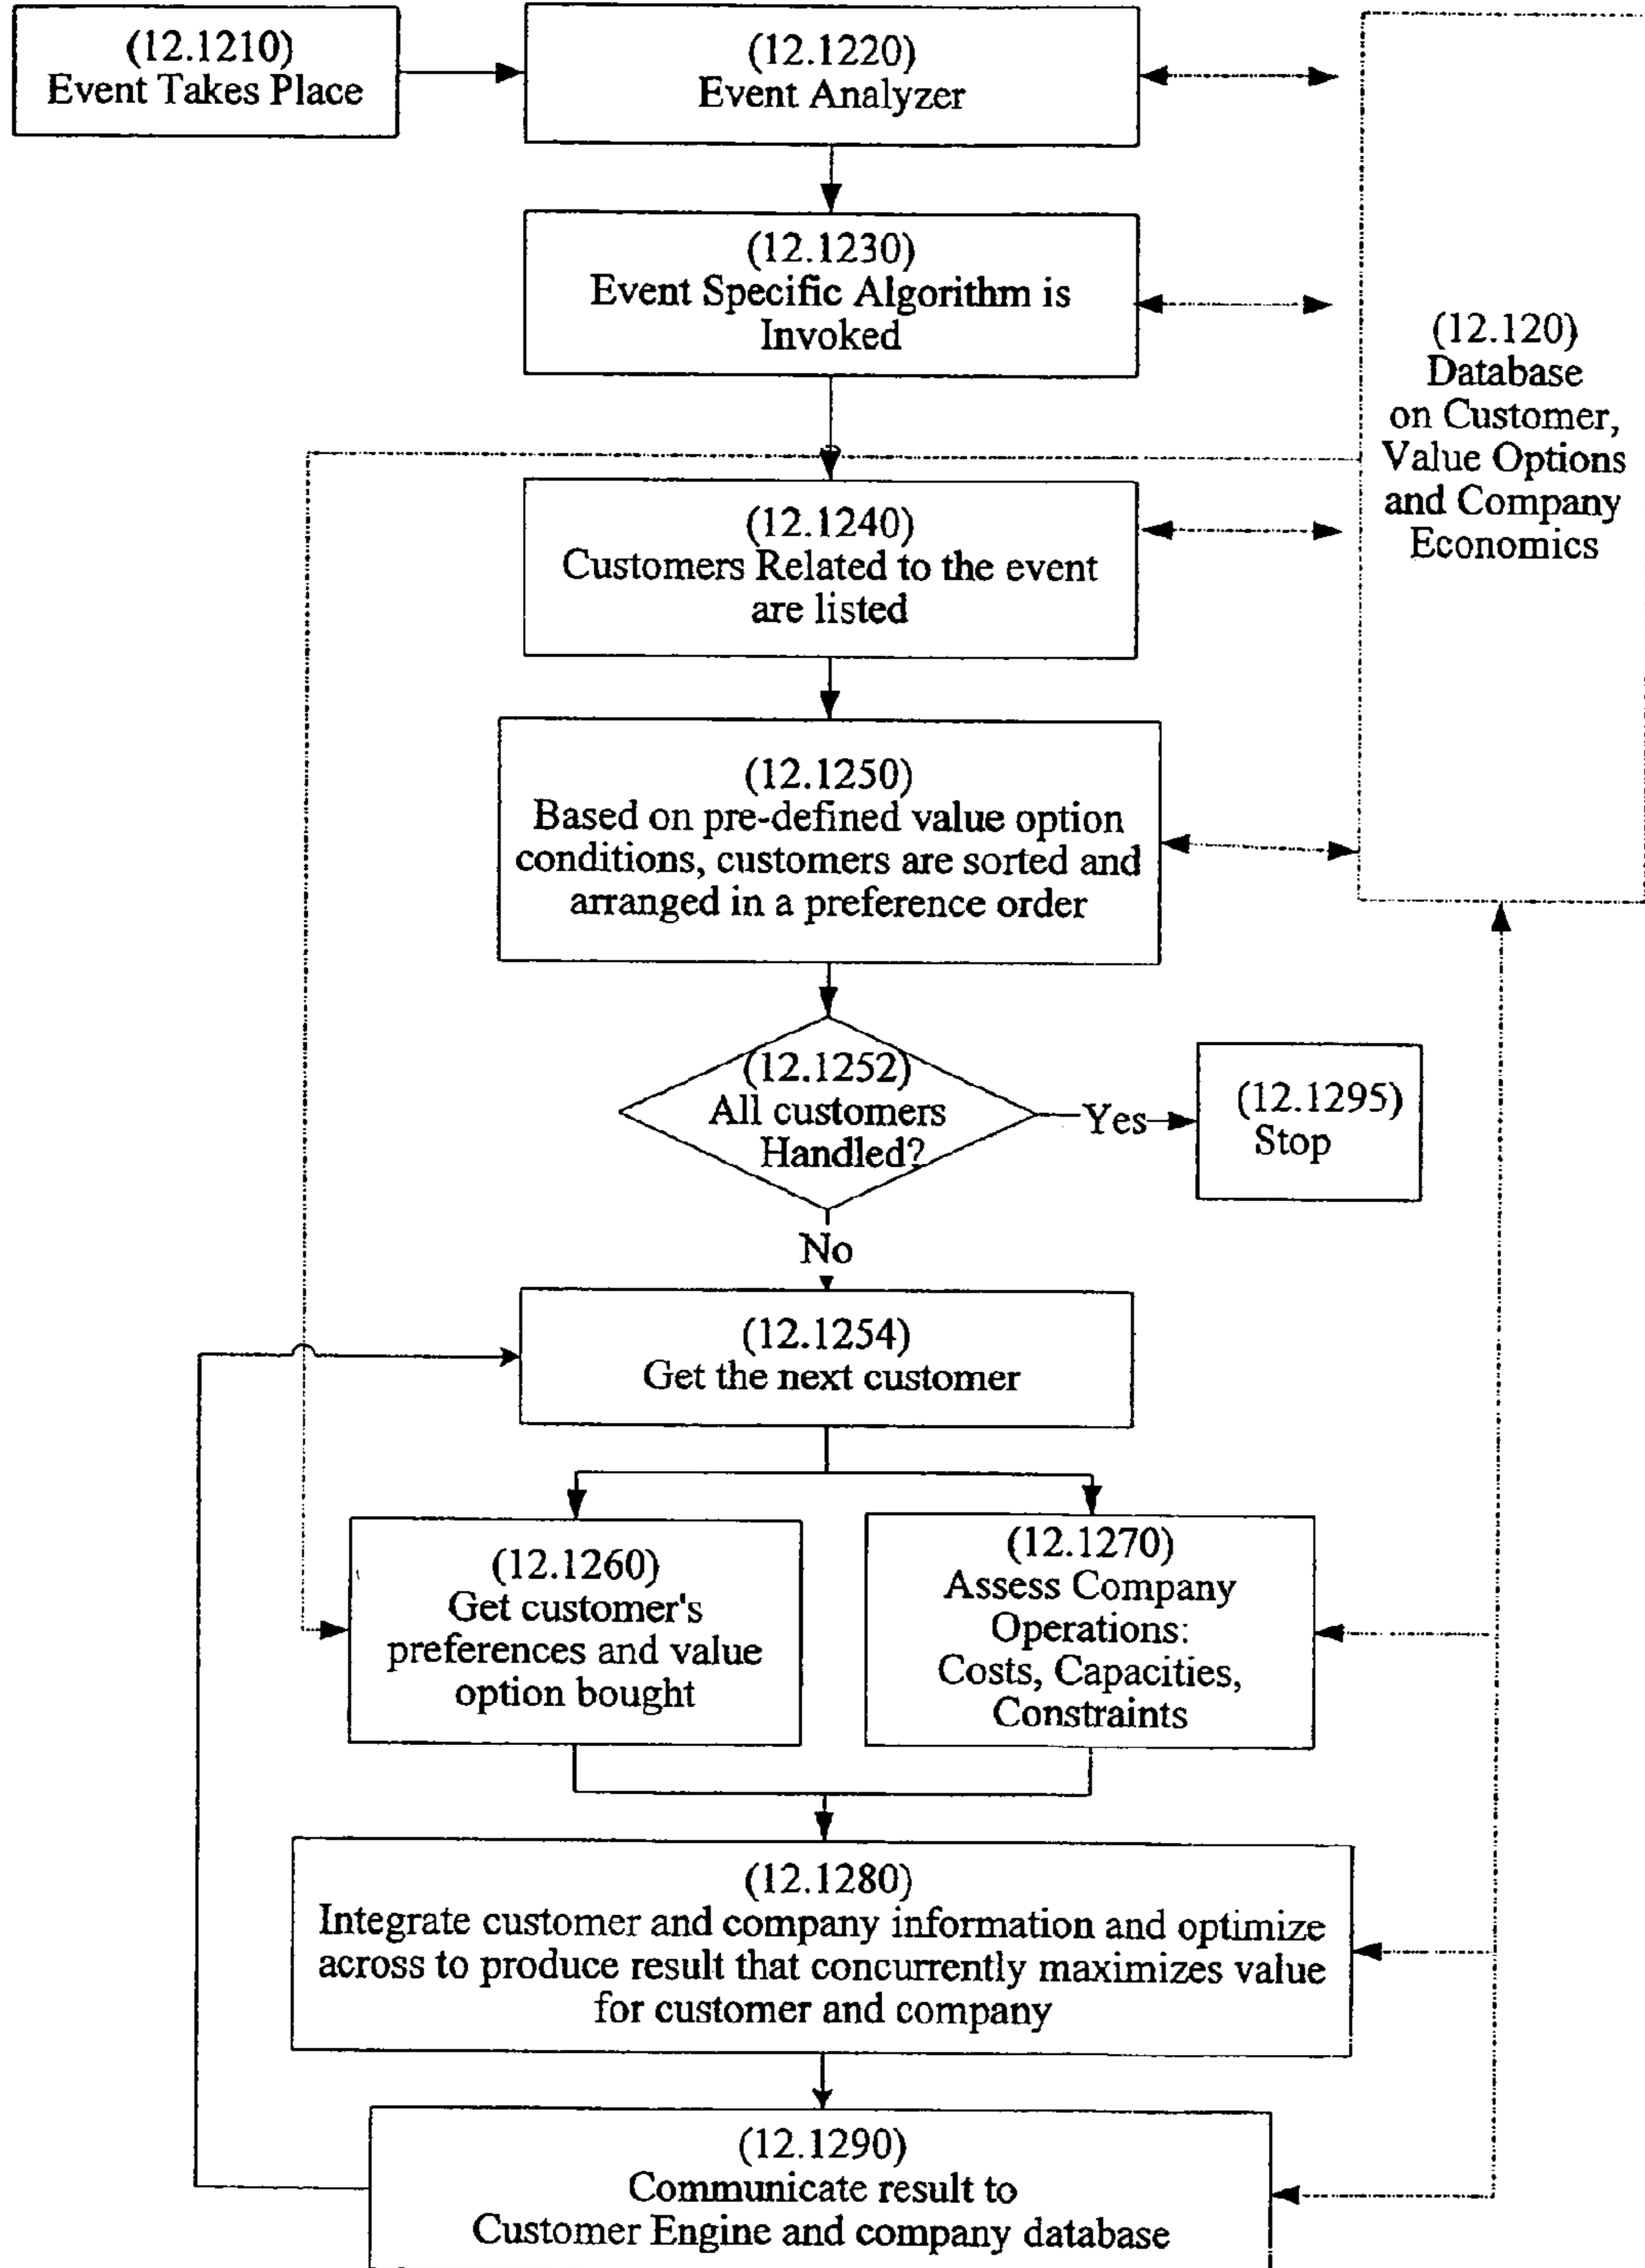 (12.1210)
Event Takes Place
(12.1220)
Event Analyzer
(12.1230)
Event Specific Algorithm is
Invoked
(12.120)
Database
on Customer,
Value Options
and Company
Economics
(12.1240)
Customers Related to the event
are listed
(12.1250)
Based on pre-defined value option
conditions, customers are sorted and
arranged in a preference order
(12.1252)
All customers
Handled?
Yes
(12.1295)
Stop
No
(12.1254)
Get the next customer
(12.1260)
Get customer's
preferences and value
option bought
(12.1270)
Assess Company
Operations:
Costs, Capacities,
Constraints
(12.1280)
Integrate customer and company information and optimize
across to produce result that concurrently maximizes value
for customer and company
(12.1290)
Communicate result to
Customer Engine and company database